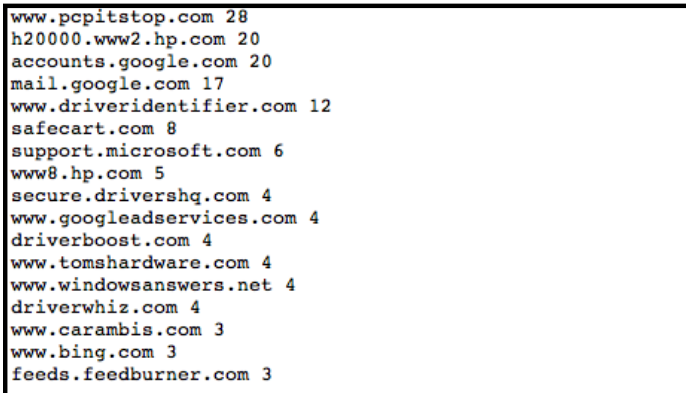 www.pcpitstop.com 28
h20000.www2.hp.com 20
accounts.google.com 20
mail.google.com 17
www.driveridentifier.com 12
safecart.com 8
support.microsoft.com 6
www8.hp.com 5
secure.drivershq.com 4
www.googleadservices.com 4
driverboost.com 4
www.tomshardware.com 4
www.windowsanswers.net 4
driverwhiz.com 4
www.carambis.com 3
www.bing.com 3
feeds.feedburner.com 3